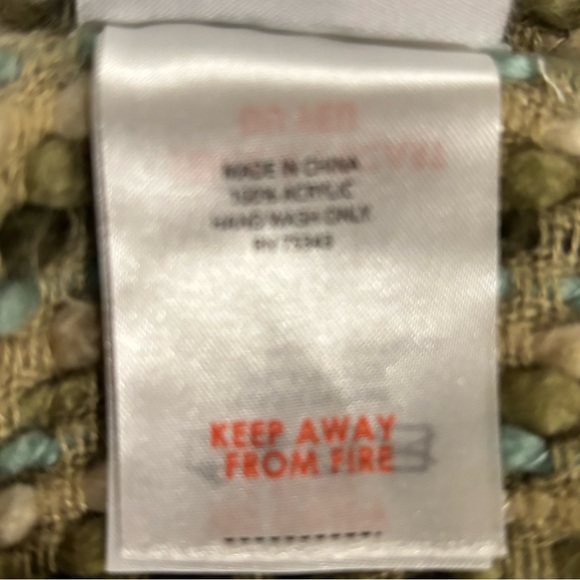 MADE IN CHINA
100% ACRYLIC
HAND WASH ONLY
KEEP AWAY
FROM FIRE